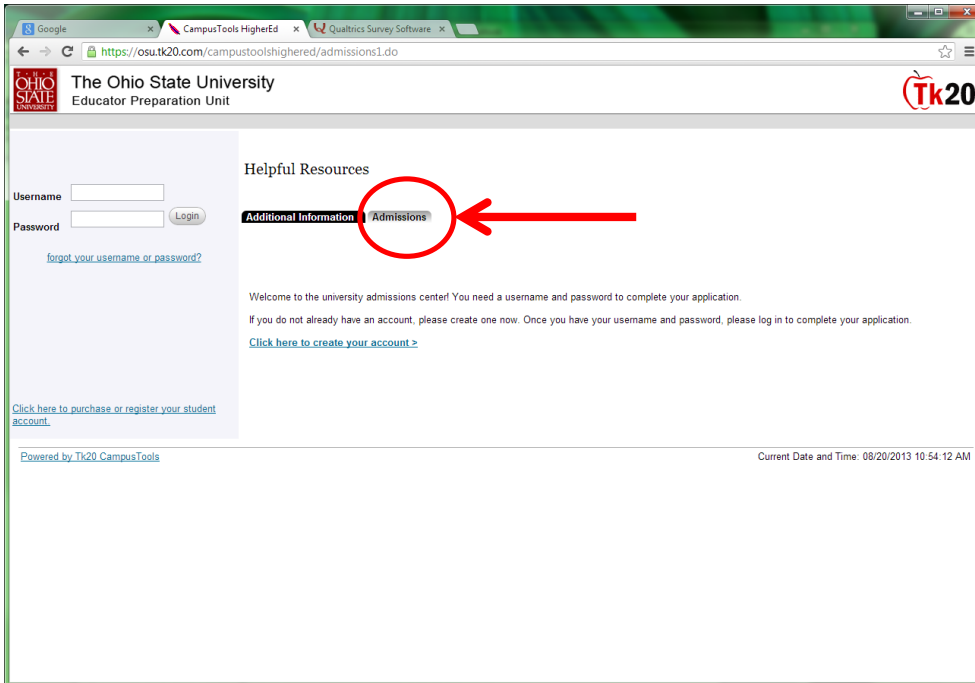 Google
CampusTools HigherEd
Qualtrics Survey Software
https://osu.tk20.com/campustoolshighered/admissions1.do
T · H · E
OHIO
STATE
UNIVERSITY
The Ohio State University
Educator Preparation Unit
Tk20
Username
Password
Login
forgot your username or password?
Click here to purchase or register your student
account.
Helpful Resources
Additional Information
Admissions
Welcome to the university admissions center! You need a username and password to complete your application.
If you do not already have an account, please create one now. Once you have your username and password, please log in to complete your application.
Click here to create your account >
Powered by Tk20 CampusTools
Current Date and Time: 08/20/2013 10:54:12 AM